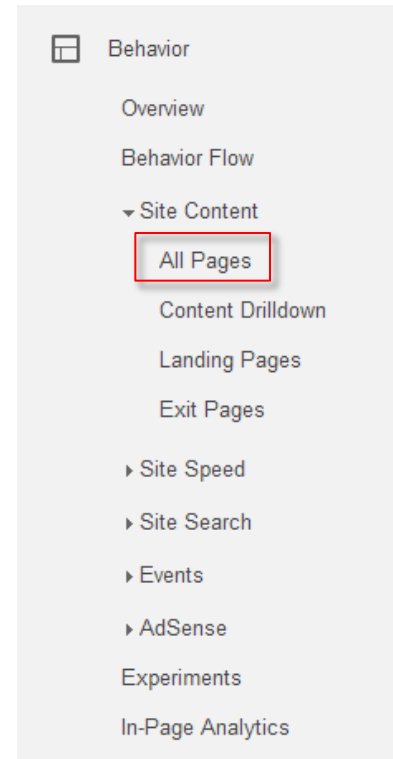 Behavior
Overview
Behavior Flow
Site Content
All Pages
Content Drilldown
Landing Pages
Exit Pages
Site Speed
Site Search
Events
AdSense
Experiments
In-Page Analytics